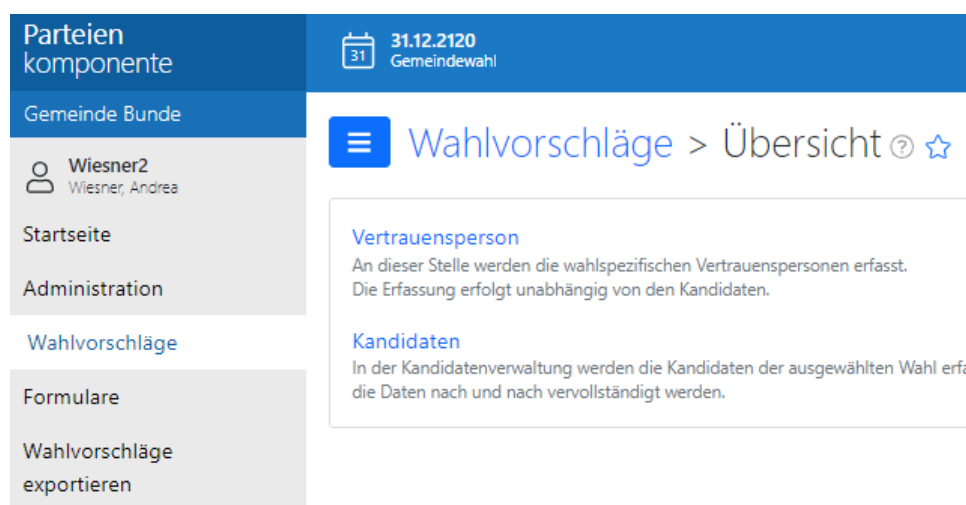 Parteien
komponente
31
31.12.2120
Gemeindewahl
Gemeinde Bunde
Wiesner2
Wiesner, Andrea
Startseite
Administration
Wahlvorschläge
Formulare
Wahlvorschläge
exportieren
Wahlvorschläge > Übersicht ?
Vertrauensperson
An dieser Stelle werden die wahlspezifischen Vertrauenspersonen erfasst.
Die Erfassung erfolgt unabhängig von den Kandidaten.
Kandidaten
In der Kandidatenverwaltung werden die Kandidaten der ausgewählten Wahl
die Daten nach und nach vervollständigt werden.